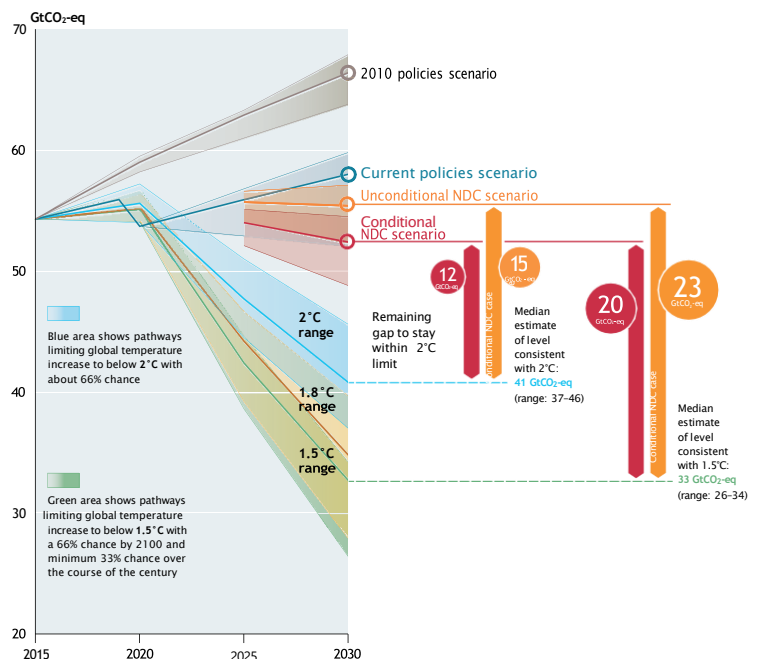 GtCO₂-eq
70
60
50
40
30
20
2015
2020
2025
2030
2010 policies scenario
Current policies scenario
Unconditional NDC scenario
Conditional
NDC scenario
2°C
range
1.8°C
range
1.5°C
range
Blue area shows pathways
limiting global temperature
increase to below 2°C with
about 66% chance
Green area shows pathways
limiting global temperature
increase to below 1.5°C with
a 66% chance by 2100 and
minimum 33% chance over
the course of the century
Remaining
gap to stay
within 2°C
limit
12
GtCO₂-eq
15
GtCO₂-eq
NDC case
Median
estimate
of level
consistent
with 2°C:
41 GtCO₂-eq
(range: 37–46)
20
GtCO₂-eq
23
GtCO₂-eq
Conditional NDC case
Median
estimate
of level
consistent
with 1.5°C:
33 GtCO₂-eq
(range: 26–34)